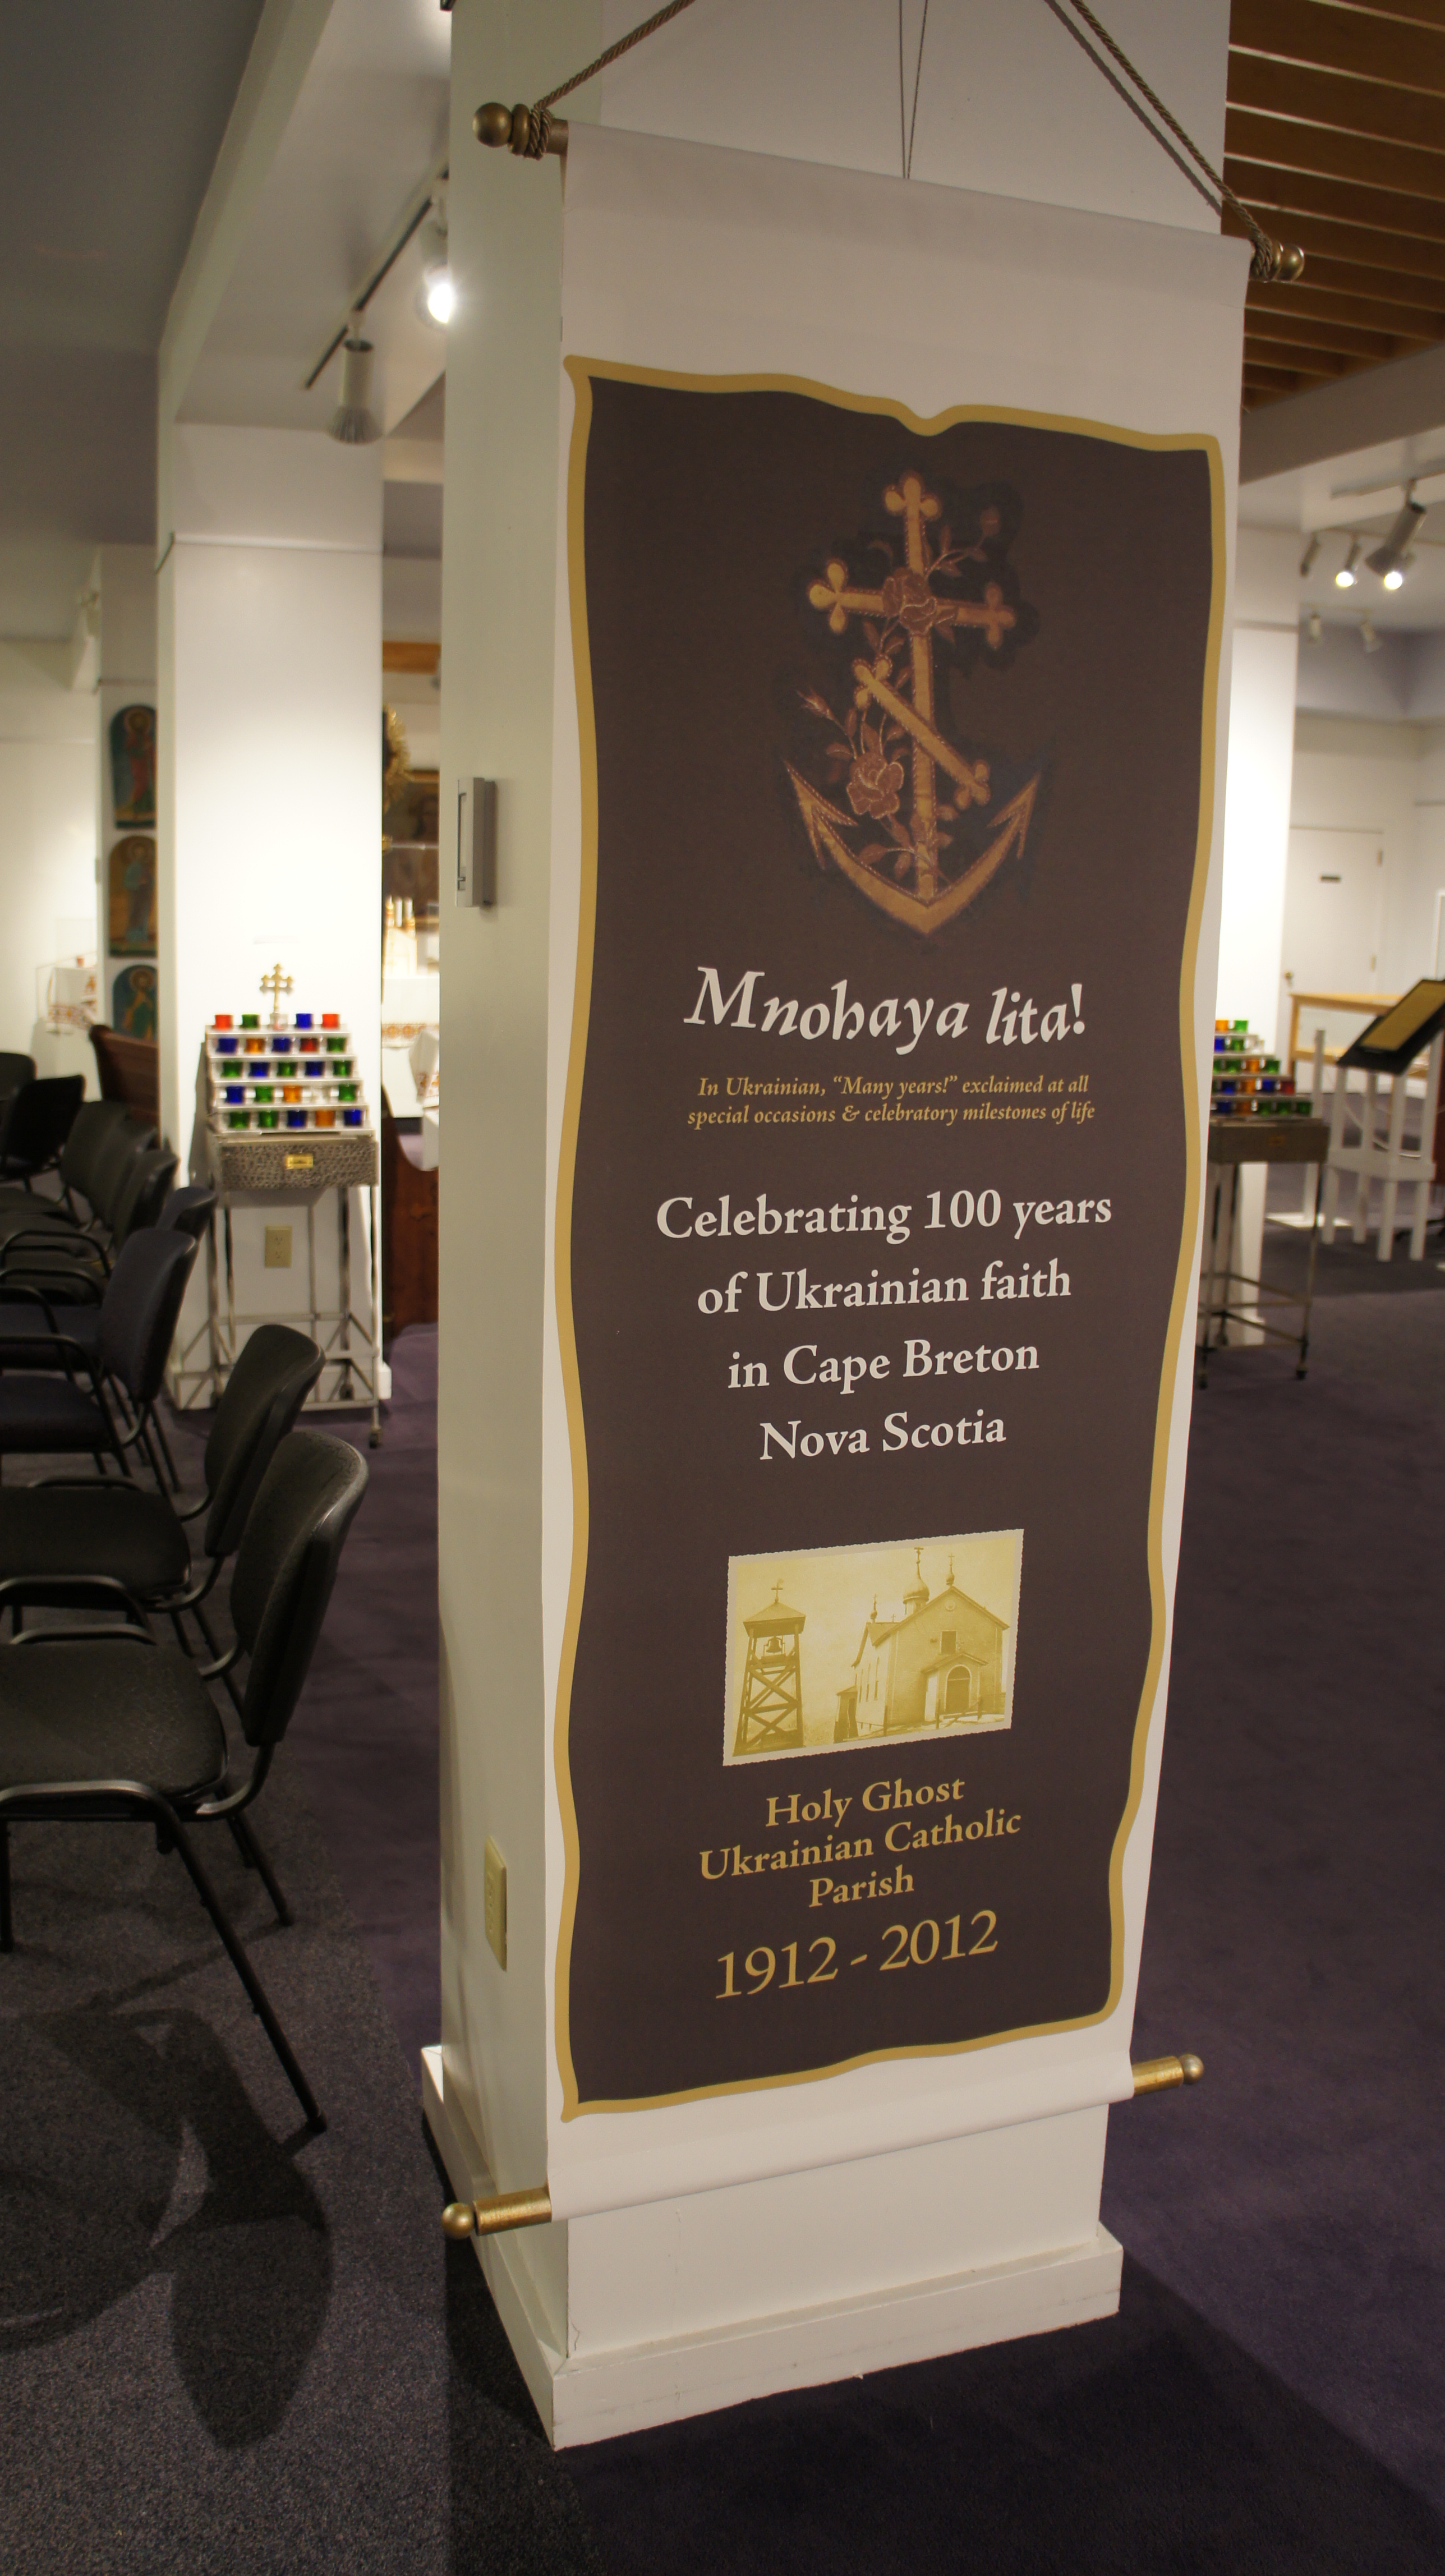 Mnohaya lita!
In Ukrainian, “Many years!” exclaimed at all
special occasions & celebratory milestones of life
Celebrating 100 years
of Ukrainian faith
in Cape Breton
Nova Scotia
Holy Ghost
Ukrainian Catholic
Parish
1912 - 2012